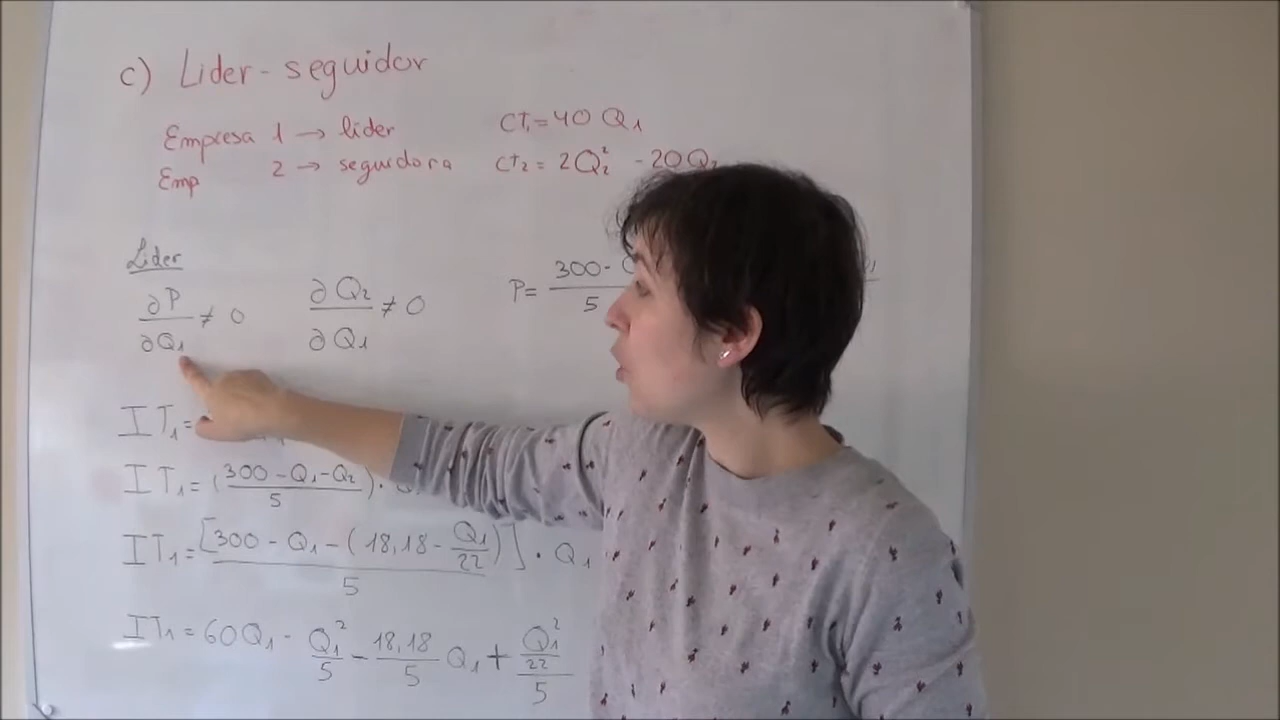 c) Lider-seguidor
Empresa 1 → líder CT₁=40 Q₁
Emp 2 → seguidora CT₂ = 2Q₂² - 20Q₂
Lider
∂P/∂Q₁ ≠ 0 ∂Q₂/∂Q₁ ≠ 0 P= 300- / 5
IT₁=
IT₁= (300-Q₁-Q₂ / 5) ·
IT₁= [300 - Q₁ - (18,18 - Q₁/22)] / 5 · Q₁
IT₁ = 60Q₁ - Q₁²/5 - 18,18/5 Q₁ + Q₁²/22 / 5